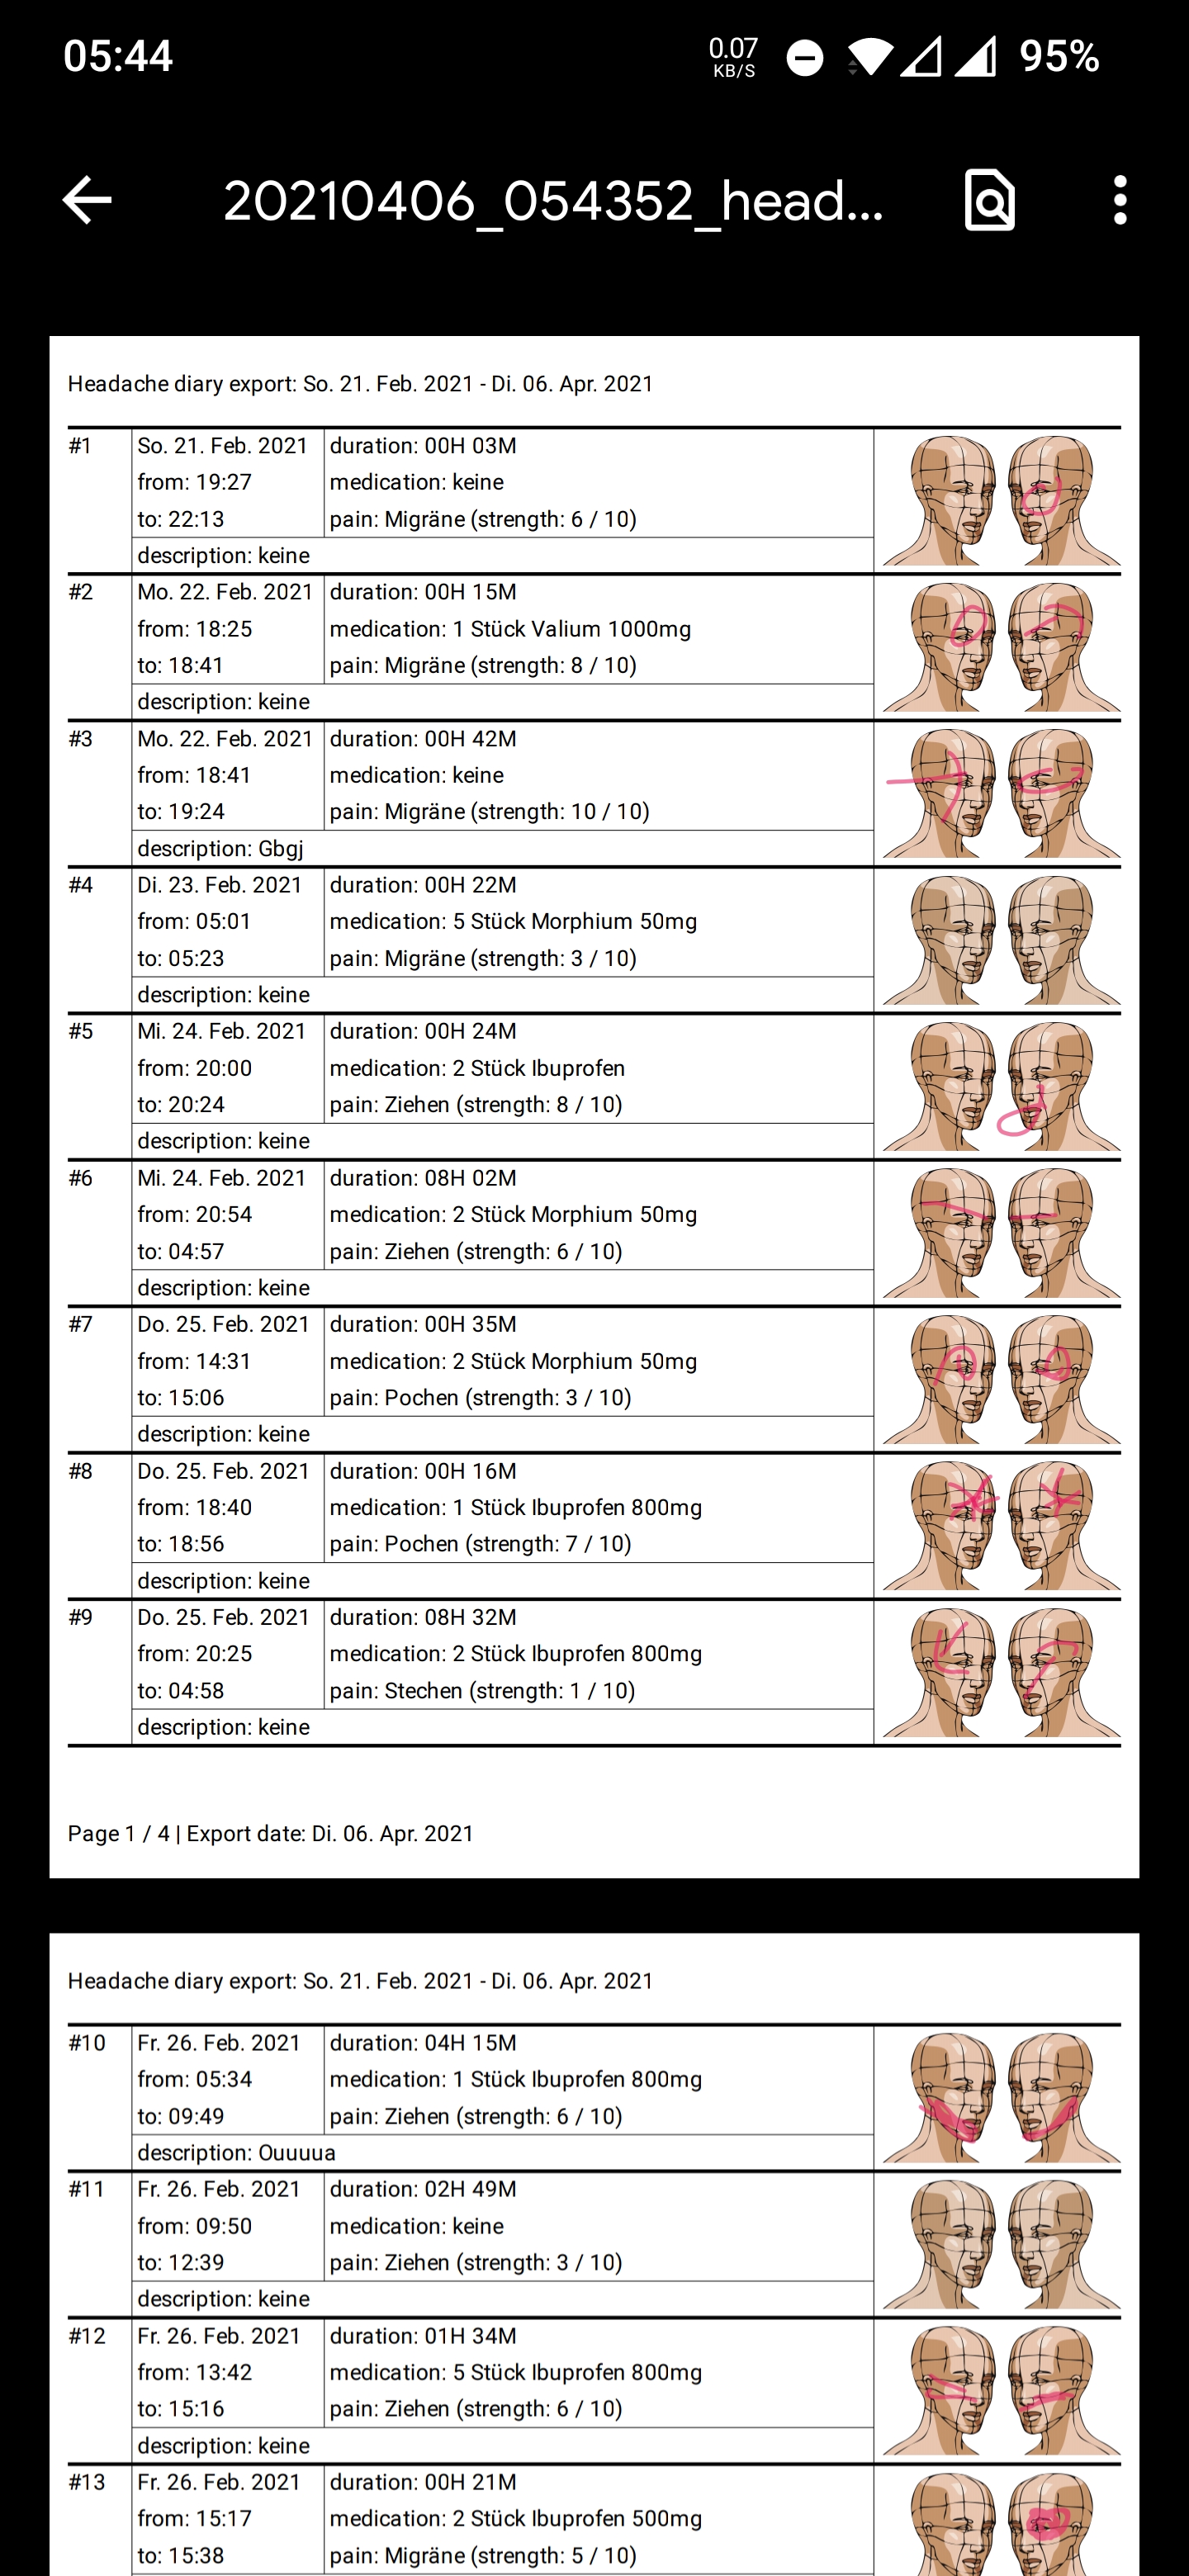 05:44
0.07
KB/S
95%
20210406_054352_head...
Headache diary export: So. 21. Feb. 2021 - Di. 06. Apr. 2021
#1 So. 21. Feb. 2021 duration: 00H 03M
from: 19:27 medication: keine
to: 22:13 pain: Migräne (strength: 6 / 10)
description: keine
#2 Mo. 22. Feb. 2021 duration: 00H 15M
from: 18:25 medication: 1 Stück Valium 1000mg
to: 18:41 pain: Migräne (strength: 8 / 10)
description: keine
#3 Mo. 22. Feb. 2021 duration: 00H 42M
from: 18:41 medication: keine
to: 19:24 pain: Migräne (strength: 10 / 10)
description: Gbgj
#4 Di. 23. Feb. 2021 duration: 00H 22M
from: 05:01 medication: 5 Stück Morphium 50mg
to: 05:23 pain: Migräne (strength: 3 / 10)
description: keine
#5 Mi. 24. Feb. 2021 duration: 00H 24M
from: 20:00 medication: 2 Stück Ibuprofen
to: 20:24 pain: Ziehen (strength: 8 / 10)
description: keine
#6 Mi. 24. Feb. 2021 duration: 08H 02M
from: 20:54 medication: 2 Stück Morphium 50mg
to: 04:57 pain: Ziehen (strength: 6 / 10)
description: keine
#7 Do. 25. Feb. 2021 duration: 00H 35M
from: 14:31 medication: 2 Stück Morphium 50mg
to: 15:06 pain: Pochen (strength: 3 / 10)
description: keine
#8 Do. 25. Feb. 2021 duration: 00H 16M
from: 18:40 medication: 1 Stück Ibuprofen 800mg
to: 18:56 pain: Pochen (strength: 7 / 10)
description: keine
#9 Do. 25. Feb. 2021 duration: 08H 32M
from: 20:25 medication: 2 Stück Ibuprofen 800mg
to: 04:58 pain: Stechen (strength: 1 / 10)
description: keine
Page 1 / 4 | Export date: Di. 06. Apr. 2021
Headache diary export: So. 21. Feb. 2021 - Di. 06. Apr. 2021
#10 Fr. 26. Feb. 2021 duration: 04H 15M
from: 05:34 medication: 1 Stück Ibuprofen 800mg
to: 09:49 pain: Ziehen (strength: 6 / 10)
description: Ouuuua
#11 Fr. 26. Feb. 2021 duration: 02H 49M
from: 09:50 medication: keine
to: 12:39 pain: Ziehen (strength: 3 / 10)
description: keine
#12 Fr. 26. Feb. 2021 duration: 01H 34M
from: 13:42 medication: 5 Stück Ibuprofen 800mg
to: 15:16 pain: Ziehen (strength: 6 / 10)
description: keine
#13 Fr. 26. Feb. 2021 duration: 00H 21M
from: 15:17 medication: 2 Stück Ibuprofen 500mg
to: 15:38 pain: Migräne (strength: 5 / 10)